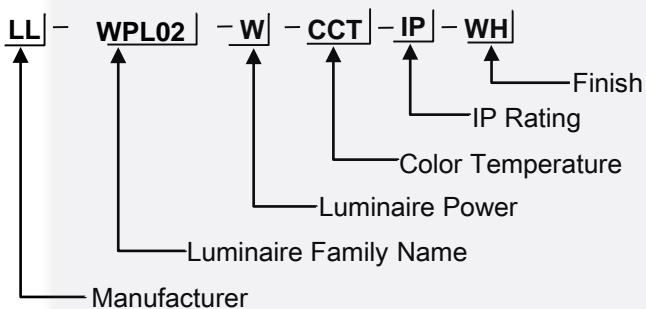 LL - WPL02 - W - CCT - IP - WH
Finish
IP Rating
Color Temperature
Luminaire Power
Luminaire Family Name
Manufacturer